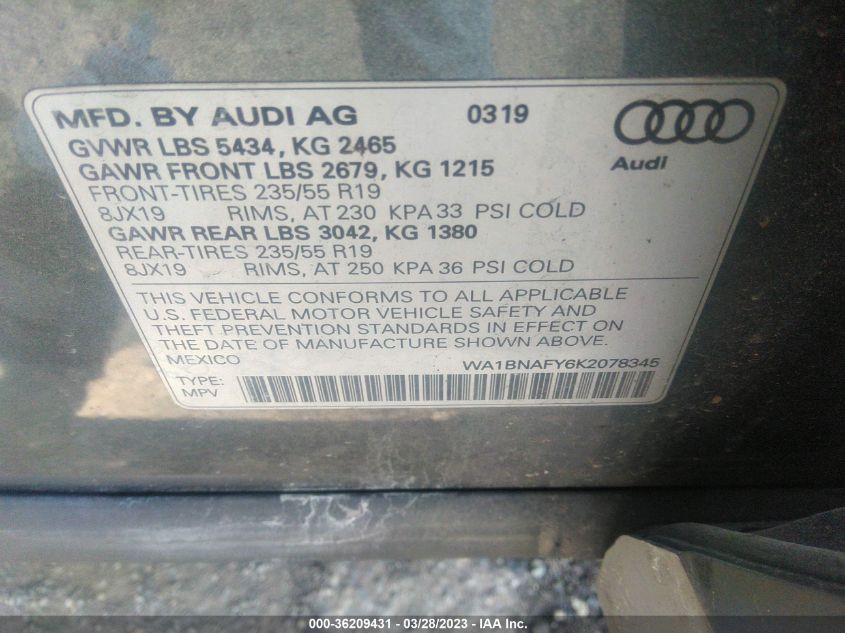 MFD. BY AUDI AG 0319
GVWR LBS 5434, KG 2465
GAWR FRONT LBS 2679, KG 1215
Audi
FRONT-TIRES 235/55 R19
8JX19 RIMS, AT 230 KPA 33 PSI COLD
GAWR REAR LBS 3042, KG 1380
REAR-TIRES 235/55 R19
8JX19 RIMS, AT 250 KPA 36 PSI COLD
THIS VEHICLE CONFORMS TO ALL APPLICABLE
U.S. FEDERAL MOTOR VEHICLE SAFETY AND
THEFT PREVENTION STANDARDS IN EFFECT ON
THE DATE OF MANUFACTURE SHOWN ABOVE.
MEXICO WA1BNAFY6K2078345
TYPE:
MPV
000-36209431 - 03/28/2023 - IAA Inc.